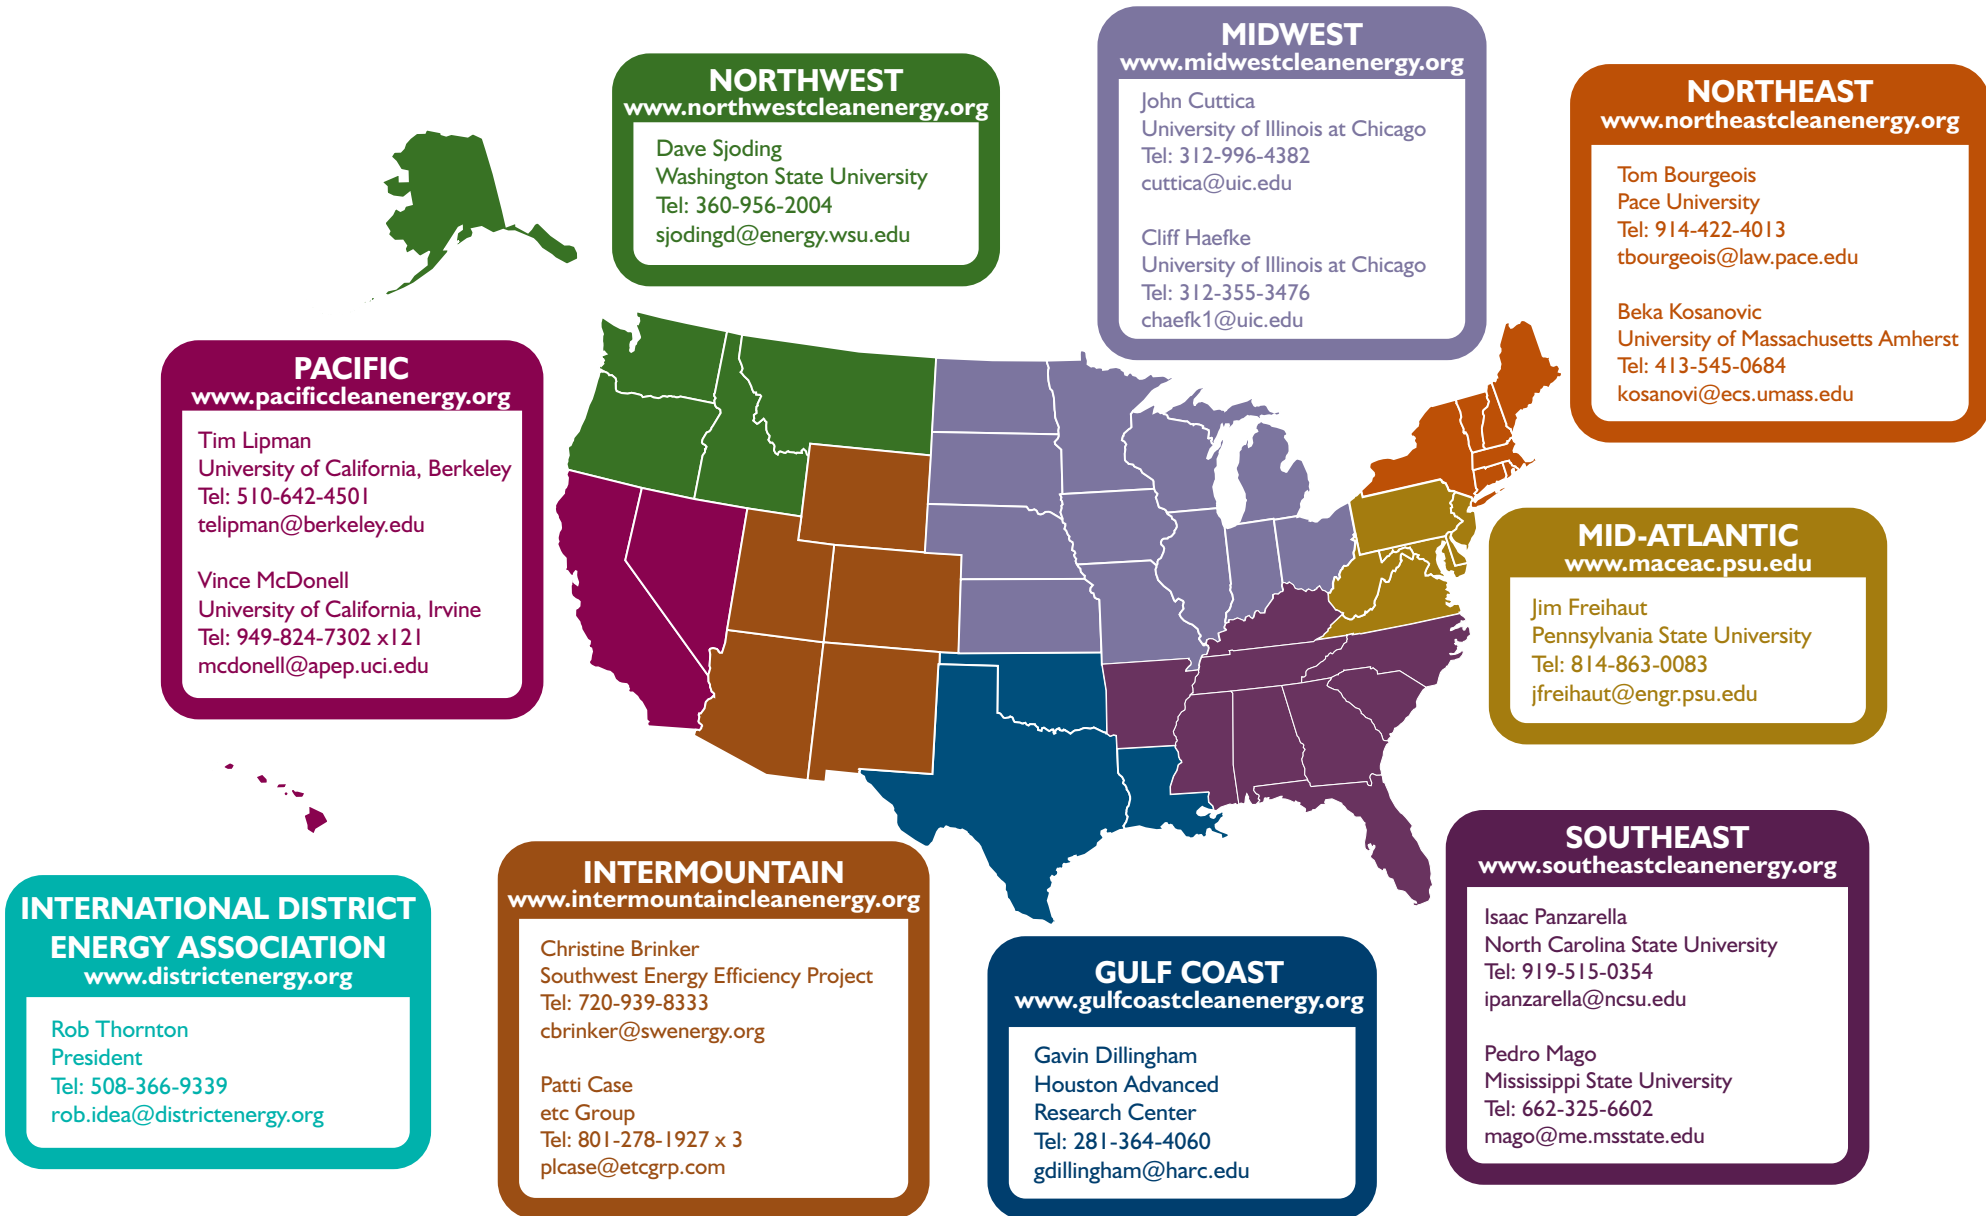 NORTHWEST
www.northwestcleanenergy.org
Dave Sjoding
Washington State University
Tel: 360-956-2004
sjodingd@energy.wsu.edu
MIDWEST
www.midwestcleanenergy.org
John Cuttica
University of Illinois at Chicago
Tel: 312-996-4382
cuttica@uic.edu
Cliff Haefke
University of Illinois at Chicago
Tel: 312-355-3476
chaefk1@uic.edu
NORTHEAST
www.northeastcleanenergy.org
Tom Bourgeois
Pace University
Tel: 914-422-4013
tbourgeois@law.pace.edu
Beka Kosanovic
University of Massachusetts Amherst
Tel: 413-545-0684
kosanovi@ecs.umass.edu
PACIFIC
www.pacificcleanenergy.org
Tim Lipman
University of California, Berkeley
Tel: 510-642-4501
telipman@berkeley.edu
Vince McDonell
University of California, Irvine
Tel: 949-824-7302 x121
mcdonell@apep.uci.edu
MID-ATLANTIC
www.maceac.psu.edu
Jim Freihaut
Pennsylvania State University
Tel: 814-863-0083
jfreihaut@engr.psu.edu
INTERNATIONAL DISTRICT
ENERGY ASSOCIATION
www.districtenergy.org
Rob Thornton
President
Tel: 508-366-9339
rob.idea@districtenergy.org
INTERMOUNTAIN
www.intermountaincleanenergy.org
Christine Brinker
Southwest Energy Efficiency Project
Tel: 720-939-8333
cbrinker@swenergy.org
Patti Case
etc Group
Tel: 801-278-1927 x 3
plcase@etcgrp.com
GULF COAST
www.gulfcoastcleanenergy.org
Gavin Dillingham
Houston Advanced
Research Center
Tel: 281-364-4060
gdillingham@harc.edu
SOUTHEAST
www.southeastcleanenergy.org
Isaac Panzarella
North Carolina State University
Tel: 919-515-0354
ipanzarella@ncsu.edu
Pedro Mago
Mississippi State University
Tel: 662-325-6602
mago@me.msstate.edu